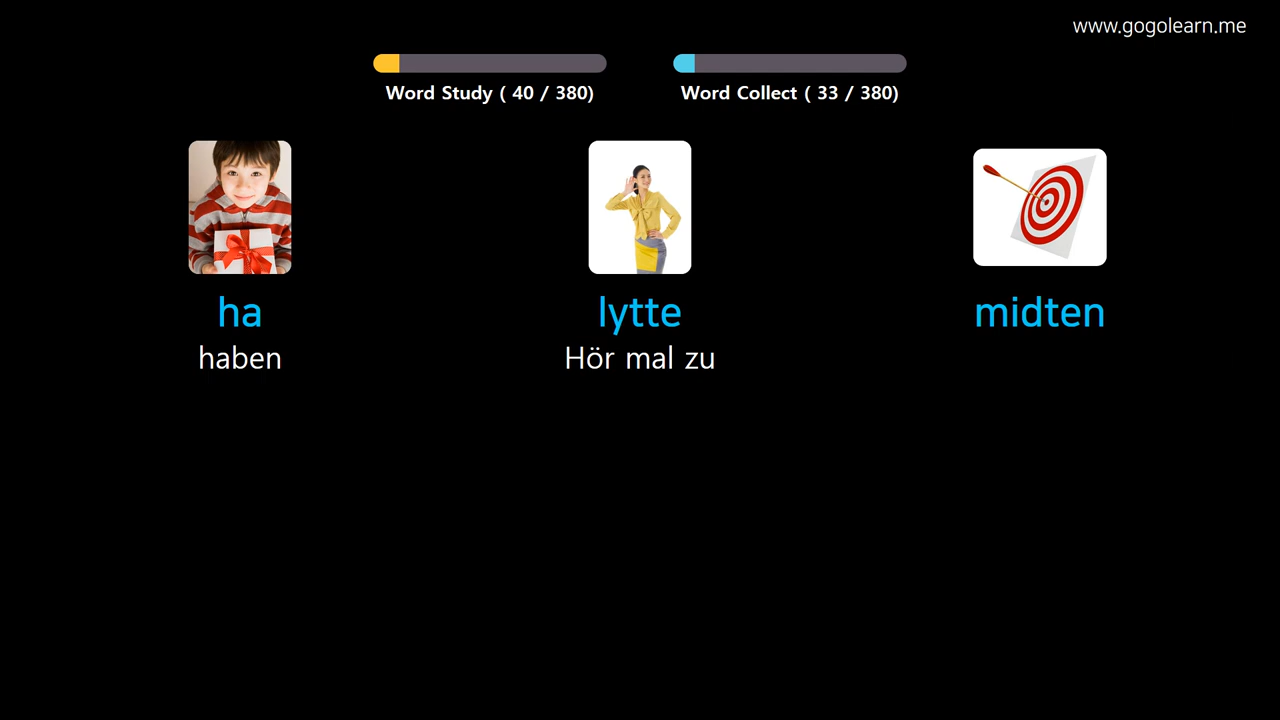 www.gogolearn.me
Word Study ( 40 / 380)
Word Collect ( 33 / 380)
ha
haben
lytte
Hör mal zu
midten